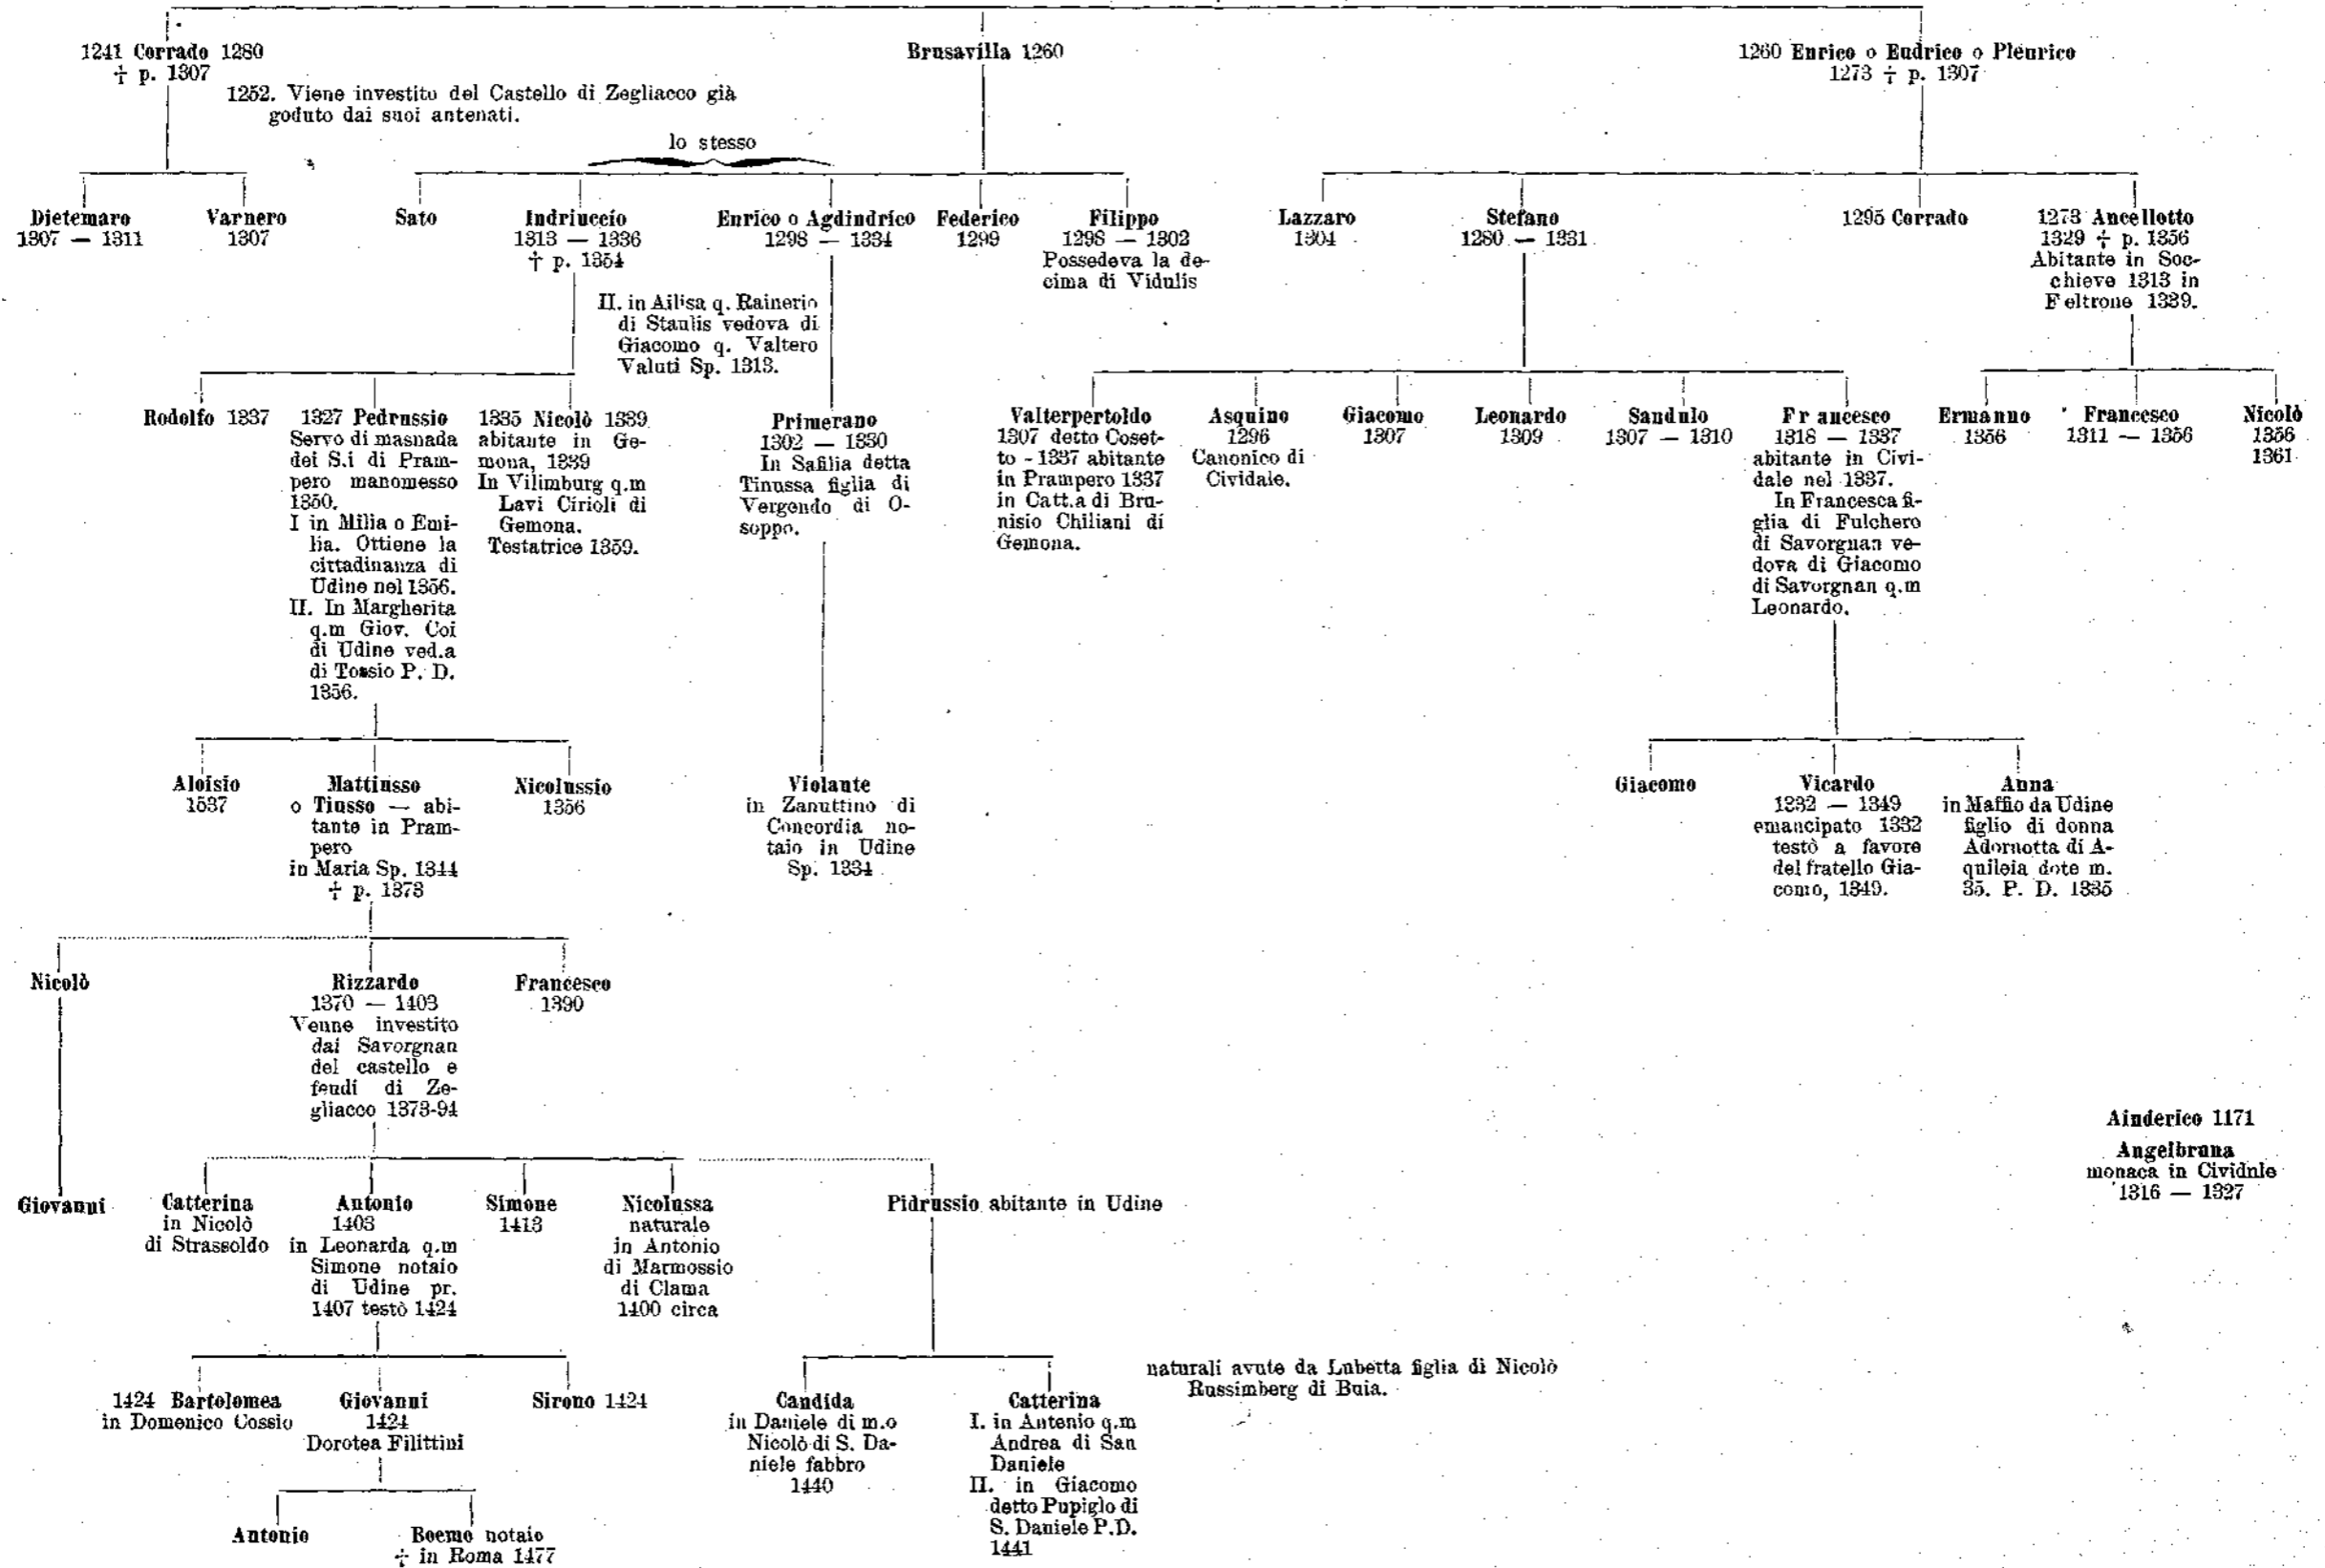 1241 Corrado 1280
† p. 1307
1252. Viene investito del Castello di Zegliacco già
goduto dai suoi antenati.
Brusavilla 1260
1260 Enrico o Endrico o Plenrico
1273 † p. 1307
lo stesso
Dietemaro
1307 — 1311
Varnero
1307
Sato
Indriuccio
1313 — 1336
† p. 1354
II. in Ailisa q. Rainerio
di Staulis vedova di
Giacomo q. Valtero
Valuti Sp. 1313.
Enrico o Agdindrico
1298 — 1334
Federico
1299
Filippo
1298 — 1302
Possedeva la de-
cima di Vidulis
Lazzaro
1304
Stefano
1280 — 1331
1295 Corrado
1273 Ancellotto
1329 † p. 1356
Abitante in Soc-
chieve 1313 in
Feltrone 1339.
Rodolfo 1337
1327 Pedrussio
Servo di masnada
dei S.i di Pram-
pero manomesso
1350.
I in Milia o Emi-
lia. Ottiene la
cittadinanza di
Udine nel 1356.
II. In Margherita
q.m Giov. Coi
di Udine ved.a
di Tossio P. D.
1356.
1335 Nicolò 1339
abitante in Ge-
mona, 1339
In Vilimburg q.m
Lavi Cirioli di
Gemona.
Testatrice 1359.
Primerano
1302 — 1330
In Safilia detta
Tinussa figlia di
Vergendo di O-
soppo.
Valterpertoldo
1307 detto Coset-
to - 1337 abitante
in Prampero 1337
in Catt.a di Bru-
nisio Chiliani di
Gemona.
Asquino
1296
Canonico di
Cividale.
Giacomo
1307
Leonardo
1309
Sandulo
1307 — 1310
Francesco
1318 — 1337
abitante in Civi-
dale nel 1337.
In Francesca fi-
glia di Fulchero
di Savorgnan ve-
dova di Giacomo
di Savorgnan q.m
Leonardo.
Ermanno
1356
Francesco
1311 — 1356
Nicolò
1356
1361
Aloisio
1537
Mattiusso
o Tiusso — abi-
tante in Pram-
pero
in Maria Sp. 1344
† p. 1373
Nicolussio
1356
Violante
in Zanuttino di
Concordia no-
taio in Udine
Sp. 1334
Giacomo
Vicardo
1332 — 1349
emancipato 1332
testò a favore
del fratello Gia-
como, 1349.
Anna
in Maffio da Udine
figlio di donna
Adornotta di A-
quileia dote m.
35. P. D. 1335
Nicolò
Rizzardo
1370 — 1403
Venne investito
dai Savorgnan
del castello e
feudi di Ze-
gliacco 1373-94
Francesco
1390
Ainderico 1171
Angelbruna
monaca in Cividale
1316 — 1327
Giovanni
Catterina
in Nicolò
di Strassoldo
Antonio
1403
in Leonarda q.m
Simone notaio
di Udine pr.
1407 testò 1424
Simone
1413
Nicolussa
naturale
in Antonio
di Marmossio
di Clama
1400 circa
Pidrussio abitante in Udine
1424 Bartolomea
in Domenico Cossio
Giovanni
1424
Dorotea Filittini
Sirono 1424
Candida
in Daniele di m.o
Nicolò di S. Da-
niele fabbro
1440
Catterina
I. in Antonio q.m
Andrea di San
Daniele
II. in Giacomo
detto Pupiglo di
S. Daniele P.D.
1441
naturali avute da Lubetta figlia di Nicolò
Russimberg di Buia.
Antonio
Boemo notaio
† in Roma 1477